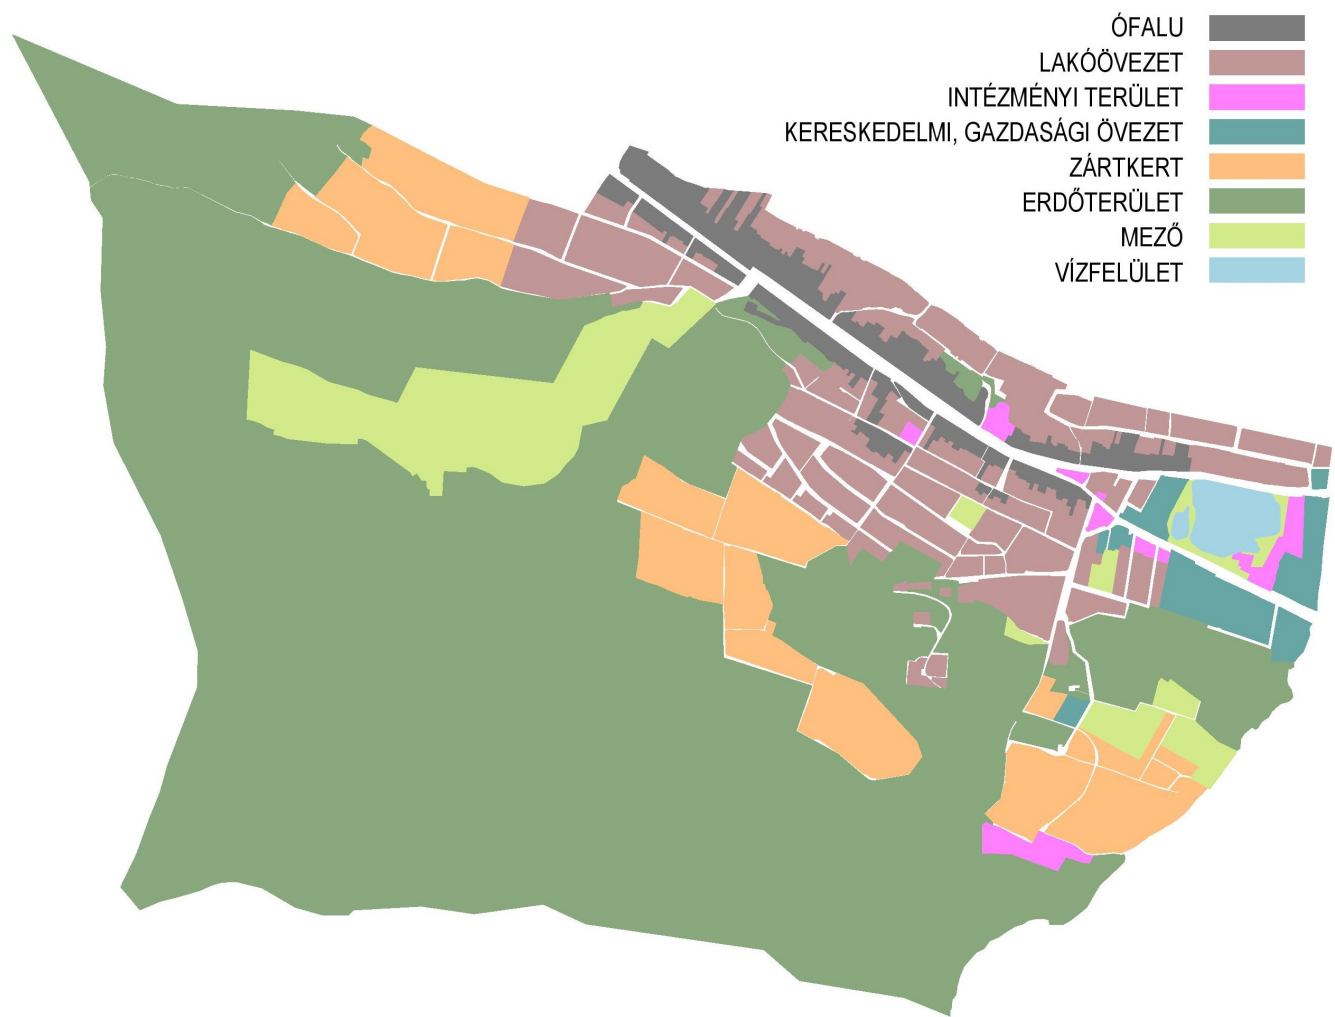 ÓFALU
LAKÓÖVEZET
INTÉZMÉNYI TERÜLET
KERESKEDELMI, GAZDASÁGI ÖVEZET
ZÁRTKERT
ERDŐTERÜLET
MEZŐ
VÍZFELÜLET